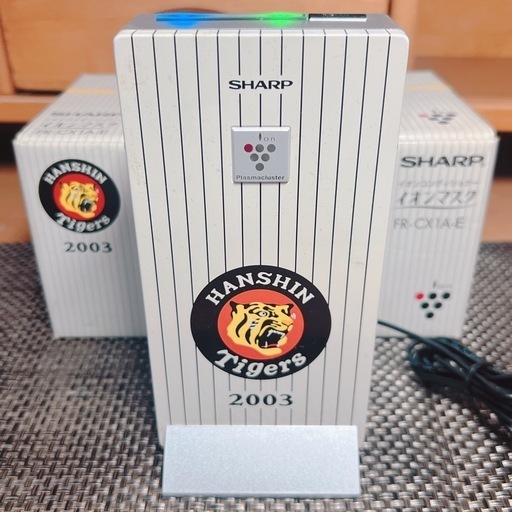 SHARP
ion
Plasmacluster
HANSHIN
Tigers
2003
HANSHIN
Tigers
2003
SHARP
イオンマスク
FR-CX1A-E